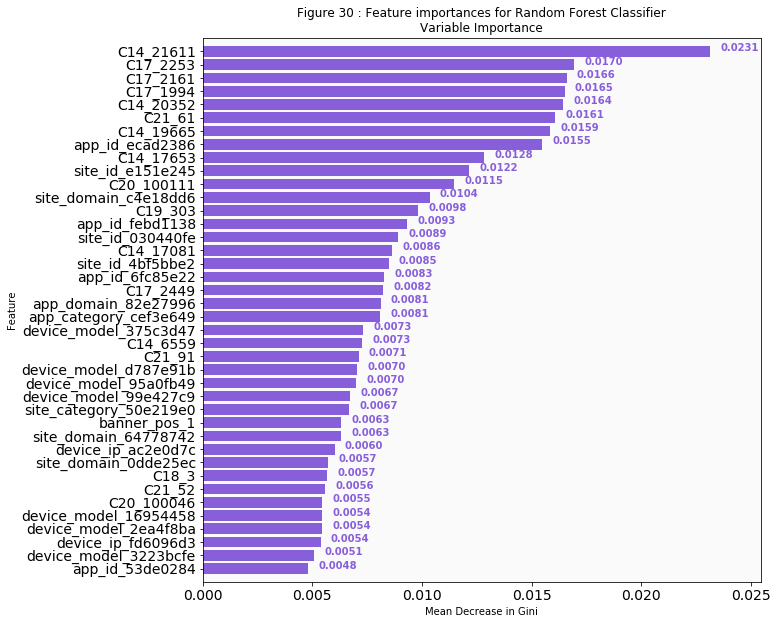 Figure 30 : Feature importances for Random Forest Classifier
Variable Importance
Feature
C14_21611 0.0231
C17_2253 0.0170
C17_2161 0.0166
C17_1994 0.0165
C14_20352 0.0164
C21_61 0.0161
C14_19665 0.0159
app_id_ecad2386 0.0155
C14_17653 0.0128
site_id_e151e245 0.0122
C20_100111 0.0115
site_domain_c4e18dd6 0.0104
C19_303 0.0098
app_id_febd1138 0.0093
site_id_030440fe 0.0089
C14_17081 0.0086
site_id_4bf5bbe2 0.0085
app_id_6fc85e22 0.0083
C17_2449 0.0082
app_domain_82e27996 0.0081
app_category_cef3e649 0.0081
device_model_375c3d47 0.0073
C14_6559 0.0073
C21_91 0.0071
device_model_d787e91b 0.0070
device_model_95a0fb49 0.0070
device_model_99e427c9 0.0067
site_category_50e219e0 0.0067
banner_pos_1 0.0063
site_domain_64778742 0.0063
device_ip_ac2e0d7c 0.0060
site_domain_0dde25ec 0.0057
C18_3 0.0057
C21_52 0.0056
C20_100046 0.0055
device_model_16954458 0.0054
device_model_2ea4f8ba 0.0054
device_ip_fd6096d3 0.0054
device_model_3223bcfe 0.0051
app_id_53de0284 0.0048
0.000 0.005 0.010 0.015 0.020 0.025
Mean Decrease in Gini